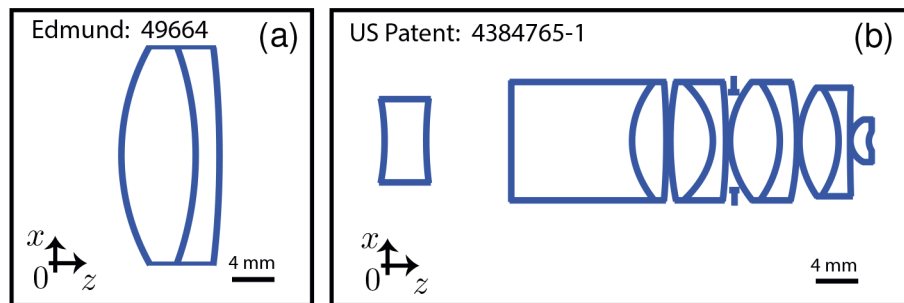 Edmund: 49664
(a)
x
0
z
4 mm
US Patent: 4384765-1
(b)
x
0
z
4 mm